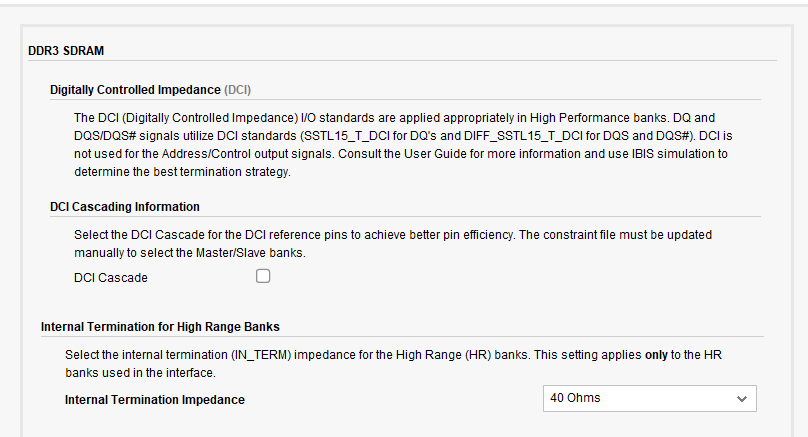 DDR3 SDRAM
Digitally Controlled Impedance (DCI)
The DCI (Digitally Controlled Impedance) I/O standards are applied appropriately in High Performance banks. DQ and
DQS/DQS# signals utilize DCI standards (SSTL15_T_DCI for DQ's and DIFF_SSTL15_T_DCI for DQS and DQS#). DCI is
not used for the Address/Control output signals. Consult the User Guide for more information and use IBIS simulation to
determine the best termination strategy.
DCI Cascading Information
Select the DCI Cascade for the DCI reference pins to achieve better pin efficiency. The constraint file must be updated
manually to select the Master/Slave banks.
DCI Cascade
Internal Termination for High Range Banks
Select the internal termination (IN_TERM) impedance for the High Range (HR) banks. This setting applies only to the HR
banks used in the interface.
Internal Termination Impedance 40 Ohms